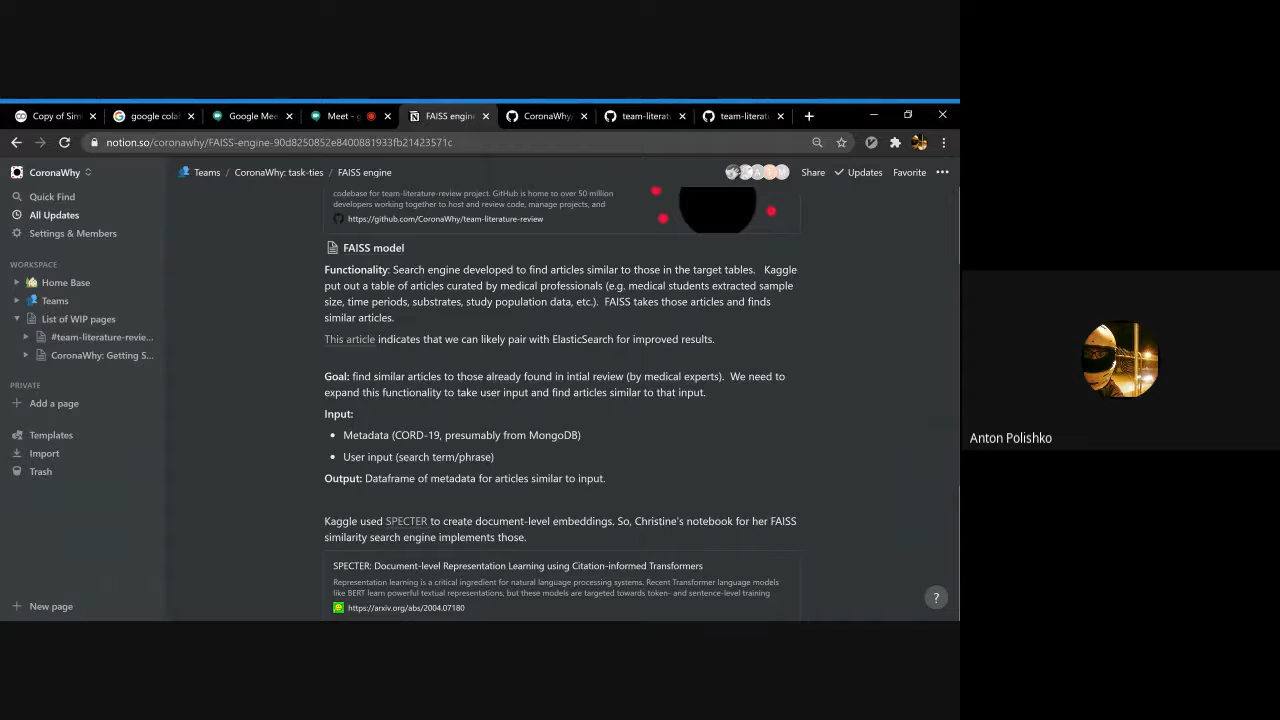 Copy of Sim
google colab
Google Mee
Meet - g
FAISS engin
CoronaWhy
team-literat
team-literat
notion.so/coronawhy/FAISS-engine-90d8250852e8400881933fb21423571c
CoronaWhy
Teams / CoronaWhy: task-ties / FAISS engine
Share
Updates
Favorite
Quick Find
All Updates
Settings & Members
WORKSPACE
Home Base
Teams
List of WIP pages
#team-literature-revie...
CoronaWhy: Getting S...
PRIVATE
Add a page
Templates
Import
Trash
New page
codebase for team-literature-review project. GitHub is home to over 50 million
developers working together to host and review code, manage projects, and
https://github.com/CoronaWhy/team-literature-review
FAISS model
Functionality: Search engine developed to find articles similar to those in the target tables. Kaggle
put out a table of articles curated by medical professionals (e.g. medical students extracted sample
size, time periods, substrates, study population data, etc.). FAISS takes those articles and finds
similar articles.
This article indicates that we can likely pair with ElasticSearch for improved results.
Goal: find similar articles to those already found in intial review (by medical experts). We need to
expand this functionality to take user input and find articles similar to that input.
Input:
• Metadata (CORD-19, presumably from MongoDB)
• User input (search term/phrase)
Output: Dataframe of metadata for articles similar to input.
Kaggle used SPECTER to create document-level embeddings. So, Christine's notebook for her FAISS
similarity search engine implements those.
SPECTER: Document-level Representation Learning using Citation-informed Transformers
Representation learning is a critical ingredient for natural language processing systems. Recent Transformer language models
like BERT learn powerful textual representations, but these models are targeted towards token- and sentence-level training
https://arxiv.org/abs/2004.07180
?
Anton Polishko